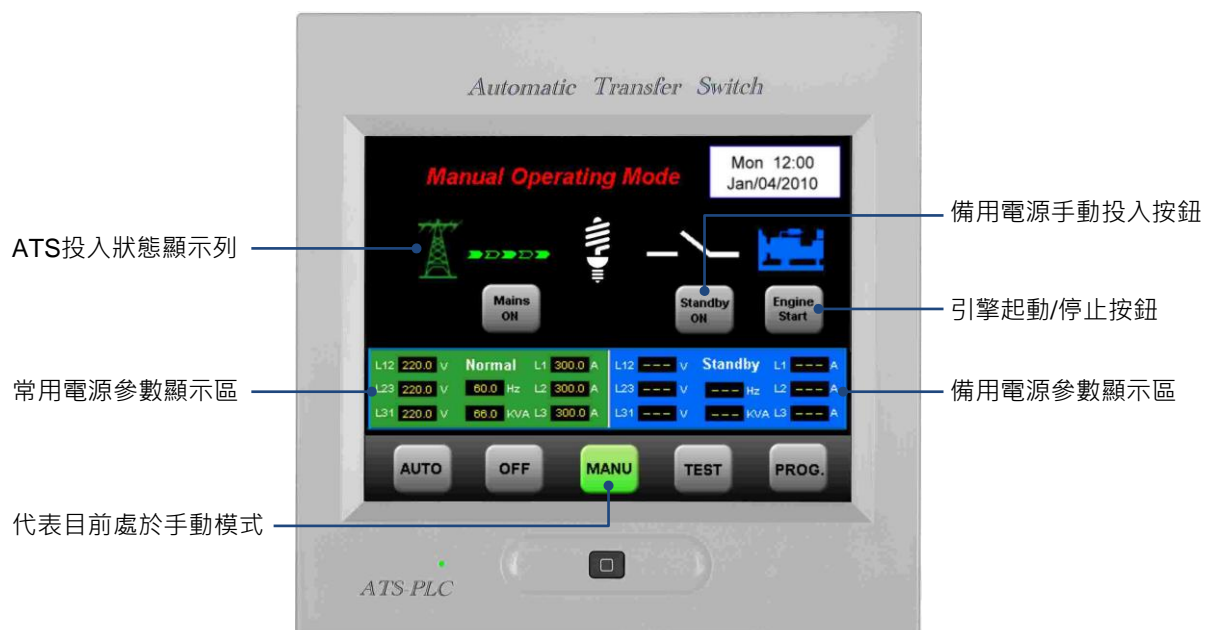 Automatic Transfer Switch
Manual Operating Mode
Mon 12:00
Jan/04/2010
備用電源手動投入按鈕
ATS投入狀態顯示列
Mains
ON
Standby
ON
Engine
Start
引擎起動/停止按鈕
L12 220.0 V Normal L1 300.0 A L12 --- V Standby L1 --- A
常用電源參數顯示區
L23 220.0 V 60.0 Hz L2 300.0 A L23 --- V --- Hz L2 --- A
備用電源參數顯示區
L31 220.0 V 66.0 KVA L3 300.0 A L31 --- V --- KVA L3 --- A
AUTO OFF MANU TEST PROG.
代表目前處於手動模式
ATS-PLC